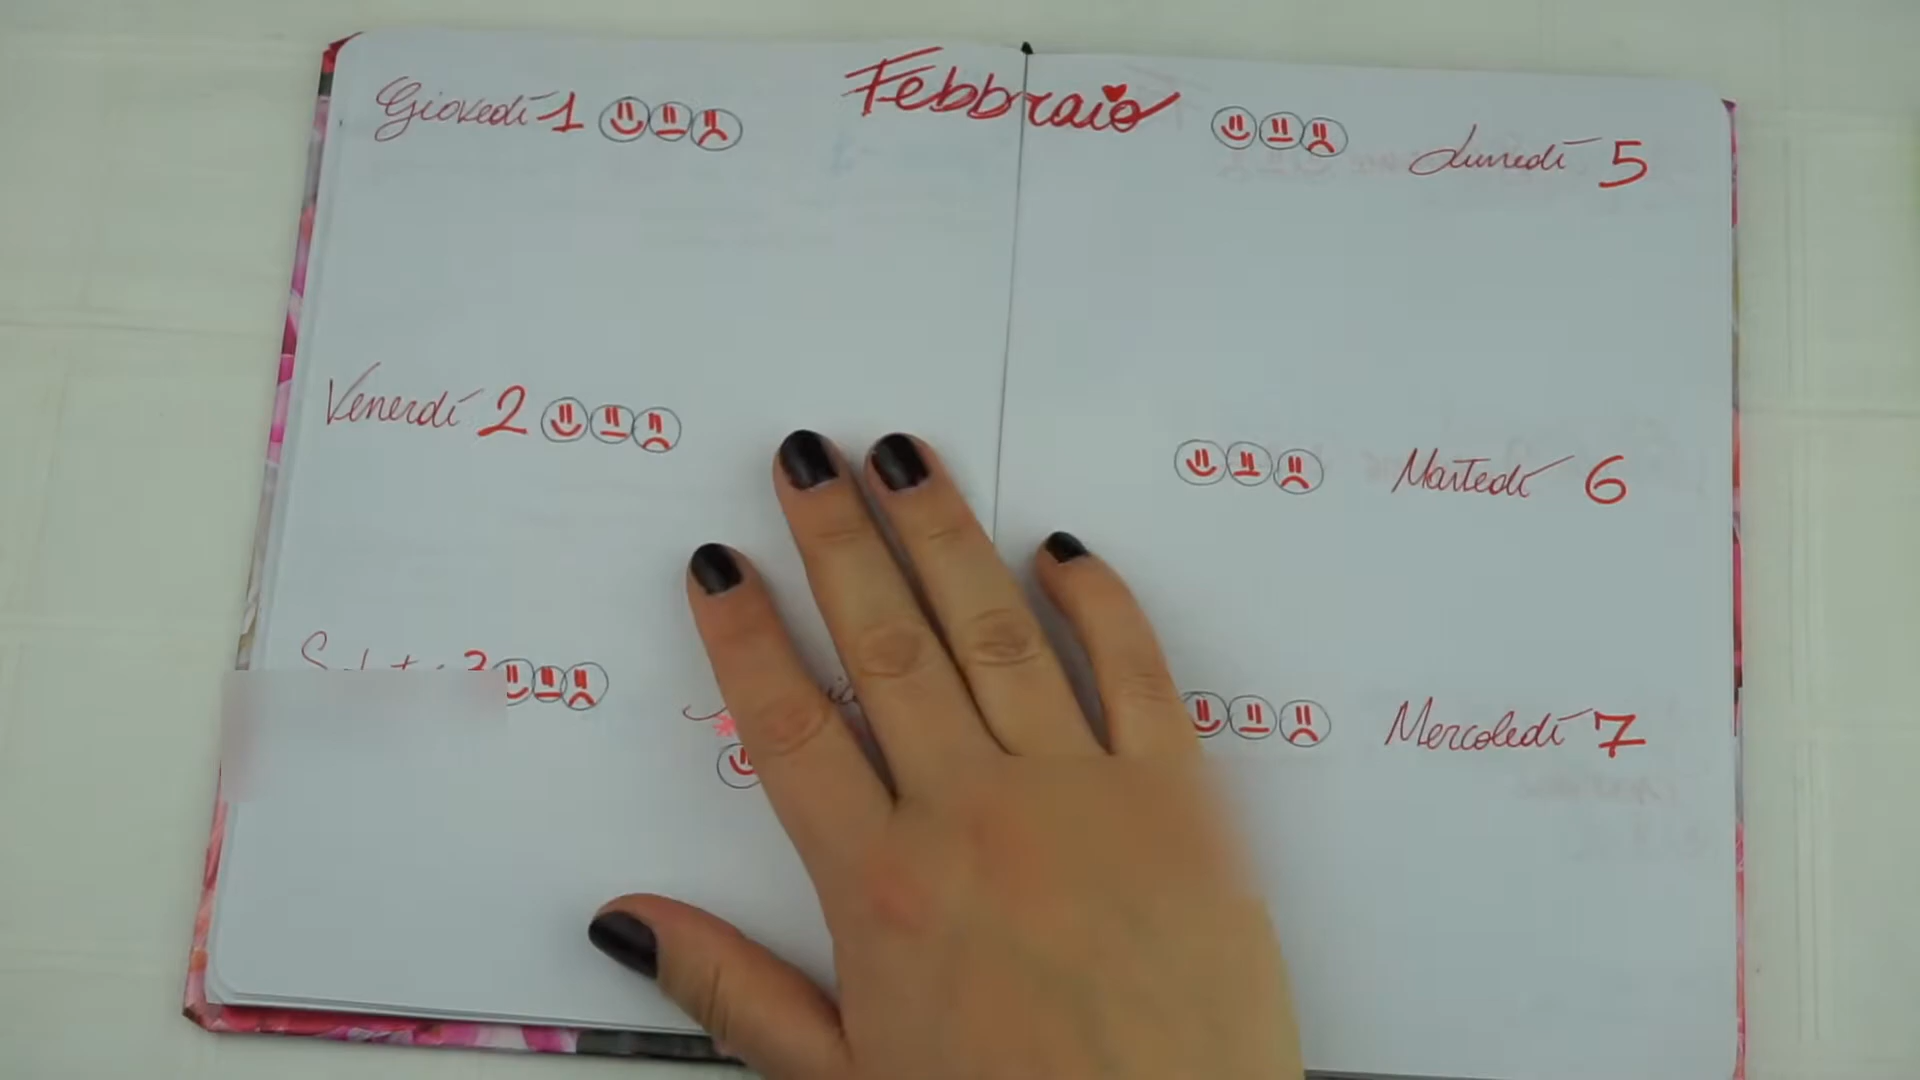 Febbraio
Giovedì 1
Venerdì 2
Lunedì 5
Martedì 6
Mercoledì 7